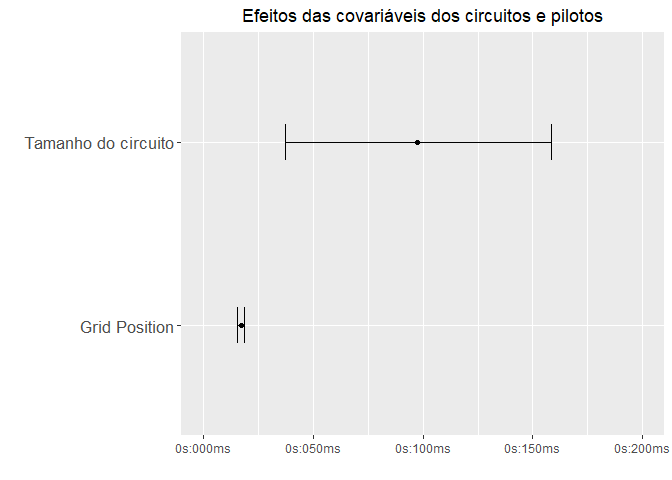 Efeitos das covariáveis dos circuitos e pilotos
Tamanho do circuito
Grid Position
0s:000ms 0s:050ms 0s:100ms 0s:150ms 0s:200ms